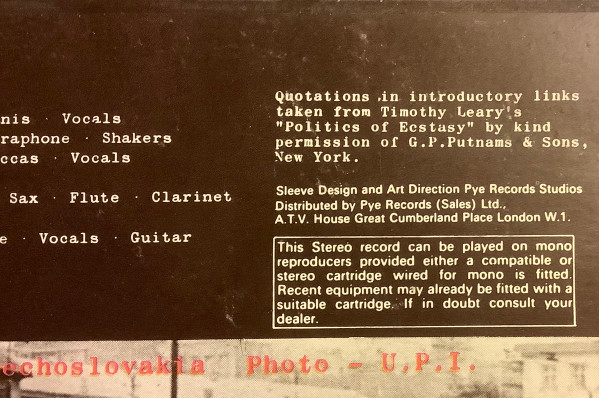 Quotations in introductory links
taken from Timothy Leary's
"Politics of Ecstasy" by kind
permission of G.P.Putnams & Sons,
New York.
nis · Vocals
raphone · Shakers
ccas · Vocals
Sax · Flute · Clarinet
e · Vocals · Guitar
Sleeve Design and Art Direction Pye Records Studios
Distributed by Pye Records (Sales) Ltd.,
A.T.V. House Great Cumberland Place London W.1.
This Stereo record can be played on mono
reproducers provided either a compatible or
stereo cartridge wired for mono is fitted.
Recent equipment may already be fitted with a
suitable cartridge. If in doubt consult your
dealer.
echoslovakia Photo - U.P.I.